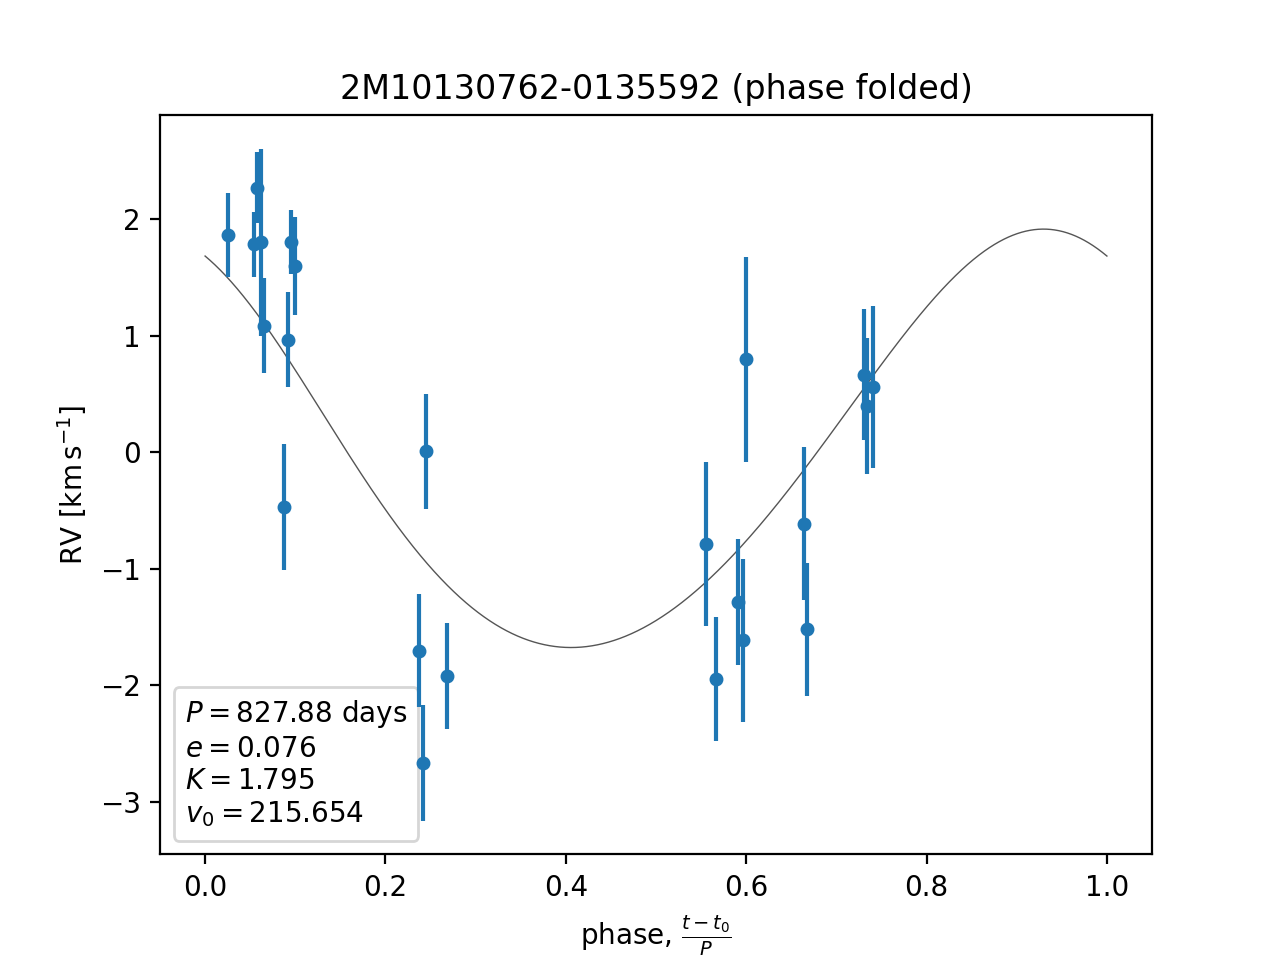 2M10130762-0135592 (phase folded)
RV [km s⁻¹]
2
1
0
−1
−2
−3
P = 827.88 days
e = 0.076
K = 1.795
v₀ = 215.654
0.0 0.2 0.4 0.6 0.8 1.0
phase, (t − t₀)/P